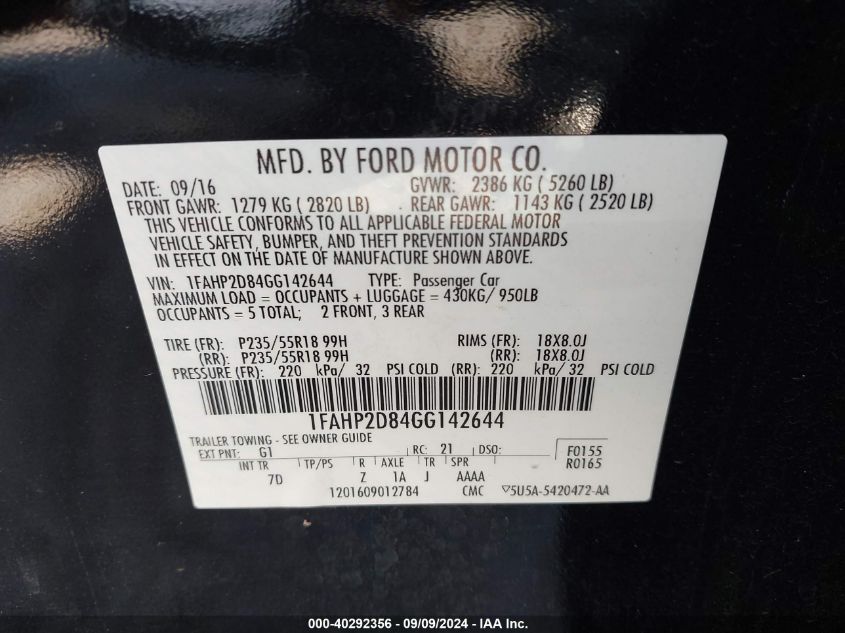 MFD. BY FORD MOTOR CO.
DATE: 09/16 GVWR: 2386 KG ( 5260 LB)
FRONT GAWR: 1279 KG ( 2820 LB) REAR GAWR: 1143 KG ( 2520 LB)
THIS VEHICLE CONFORMS TO ALL APPLICABLE FEDERAL MOTOR
VEHICLE SAFETY, BUMPER, AND THEFT PREVENTION STANDARDS
IN EFFECT ON THE DATE OF MANUFACTURE SHOWN ABOVE.
VIN: 1FAHP2D84GG142644 TYPE: Passenger Car
MAXIMUM LOAD = OCCUPANTS + LUGGAGE = 430KG/ 950LB
OCCUPANTS = 5 TOTAL; 2 FRONT, 3 REAR
TIRE (FR): P235/55R18 99H RIMS (FR): 18X8.0J
(RR): P235/55R18 99H (RR): 18X8.0J
PRESSURE (FR): 220 kPa/ 32 PSI COLD (RR): 220 kPa/ 32 PSI COLD
1FAHP2D84GG142644
TRAILER TOWING - SEE OWNER GUIDE
EXT PNT: G1 RC: 21 DSO: F0155
INT TR TP/PS R AXLE TR SPR R0165
7D Z 1A J AAAA
1201609012784 CMC ▽5U5A-5420472-AA
000-40292356 - 09/09/2024 - IAA Inc.